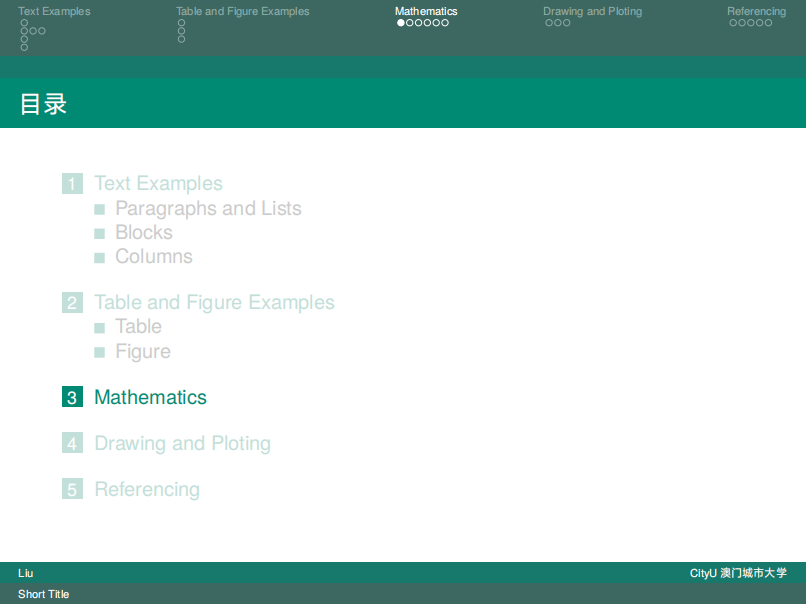 Text Examples
Table and Figure Examples
Mathematics
Drawing and Ploting
Referencing
目录
1 Text Examples
Paragraphs and Lists
Blocks
Columns
2 Table and Figure Examples
Table
Figure
3 Mathematics
4 Drawing and Ploting
5 Referencing
Liu
CityU 澳门城市大学
Short Title